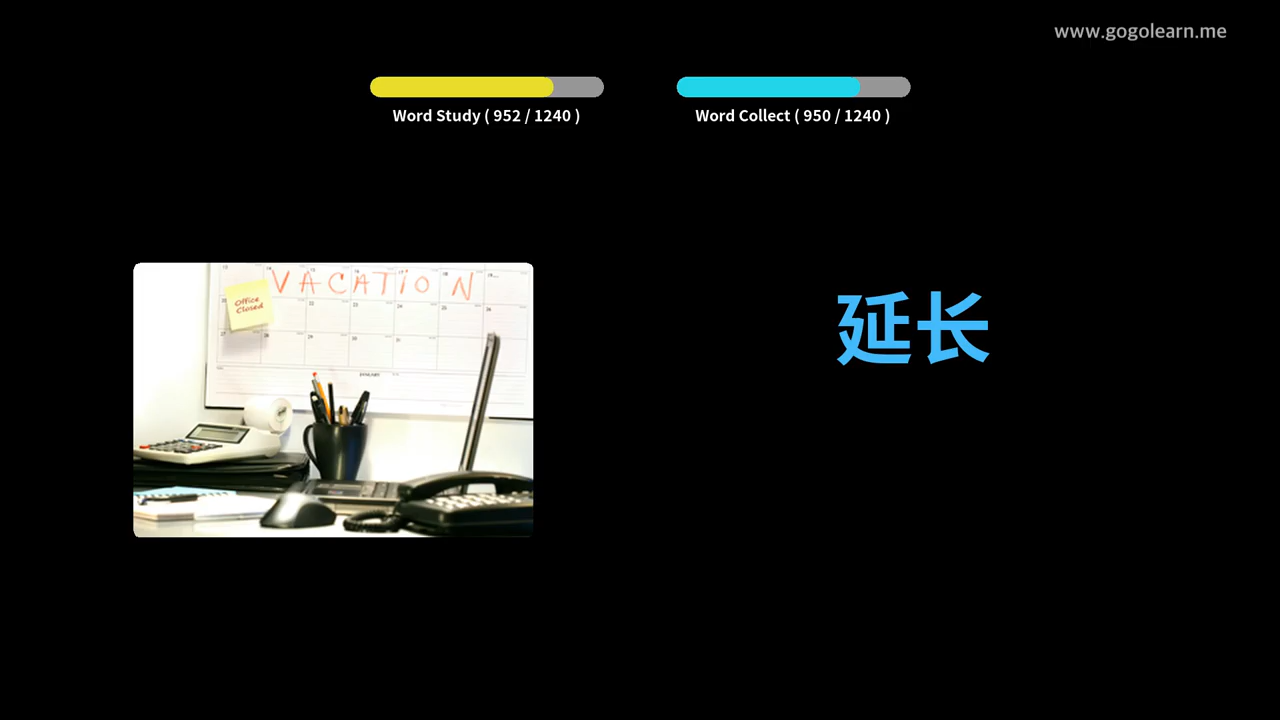 www.gogolearn.me
Word Study ( 952 / 1240 )
Word Collect ( 950 / 1240 )
VACATION
Office
Closed
延长